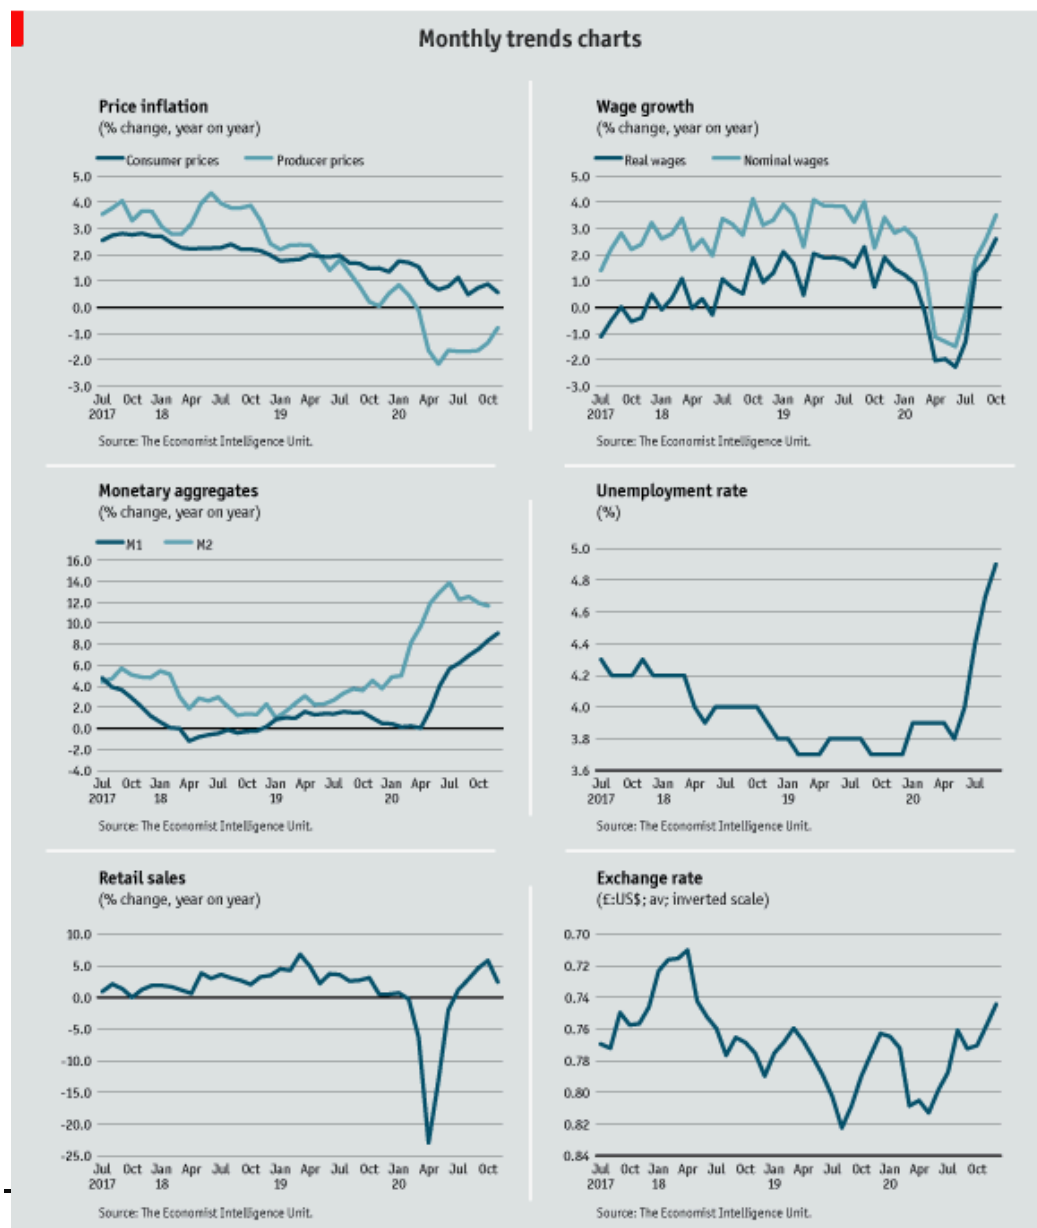 Monthly trends charts
Price inflation
(% change, year on year)
Consumer prices Producer prices
5.0
4.0
3.0
2.0
1.0
0.0
-1.0
-2.0
-3.0
Jul Oct Jan Apr Jul Oct Jan Apr Jul Oct Jan Apr Jul Oct
2017 18 19 20
Source: The Economist Intelligence Unit.
Wage growth
(% change, year on year)
Real wages Nominal wages
5.0
4.0
3.0
2.0
1.0
0.0
-1.0
-2.0
-3.0
Jul Oct Jan Apr Jul Oct Jan Apr Jul Oct Jan Apr Jul Oct
2017 18 19 20
Source: The Economist Intelligence Unit.
Monetary aggregates
(% change, year on year)
M1 M2
16.0
14.0
12.0
10.0
8.0
6.0
4.0
2.0
0.0
-2.0
-4.0
Jul Oct Jan Apr Jul Oct Jan Apr Jul Oct Jan Apr Jul Oct
2017 18 19 20
Source: The Economist Intelligence Unit.
Unemployment rate
(%)
5.0
4.8
4.6
4.4
4.2
4.0
3.8
3.6
Jul Oct Jan Apr Jul Oct Jan Apr Jul Oct Jan Apr Jul
2017 18 19 20
Source: The Economist Intelligence Unit.
Retail sales
(% change, year on year)
10.0
5.0
0.0
-5.0
-10.0
-15.0
-20.0
-25.0
Jul Oct Jan Apr Jul Oct Jan Apr Jul Oct Jan Apr Jul Oct
2017 18 19 20
Source: The Economist Intelligence Unit.
Exchange rate
(£:US$; av; inverted scale)
0.70
0.72
0.74
0.76
0.78
0.80
0.82
0.84
Jul Oct Jan Apr Jul Oct Jan Apr Jul Oct Jan Apr Jul Oct
2017 18 19 20
Source: The Economist Intelligence Unit.